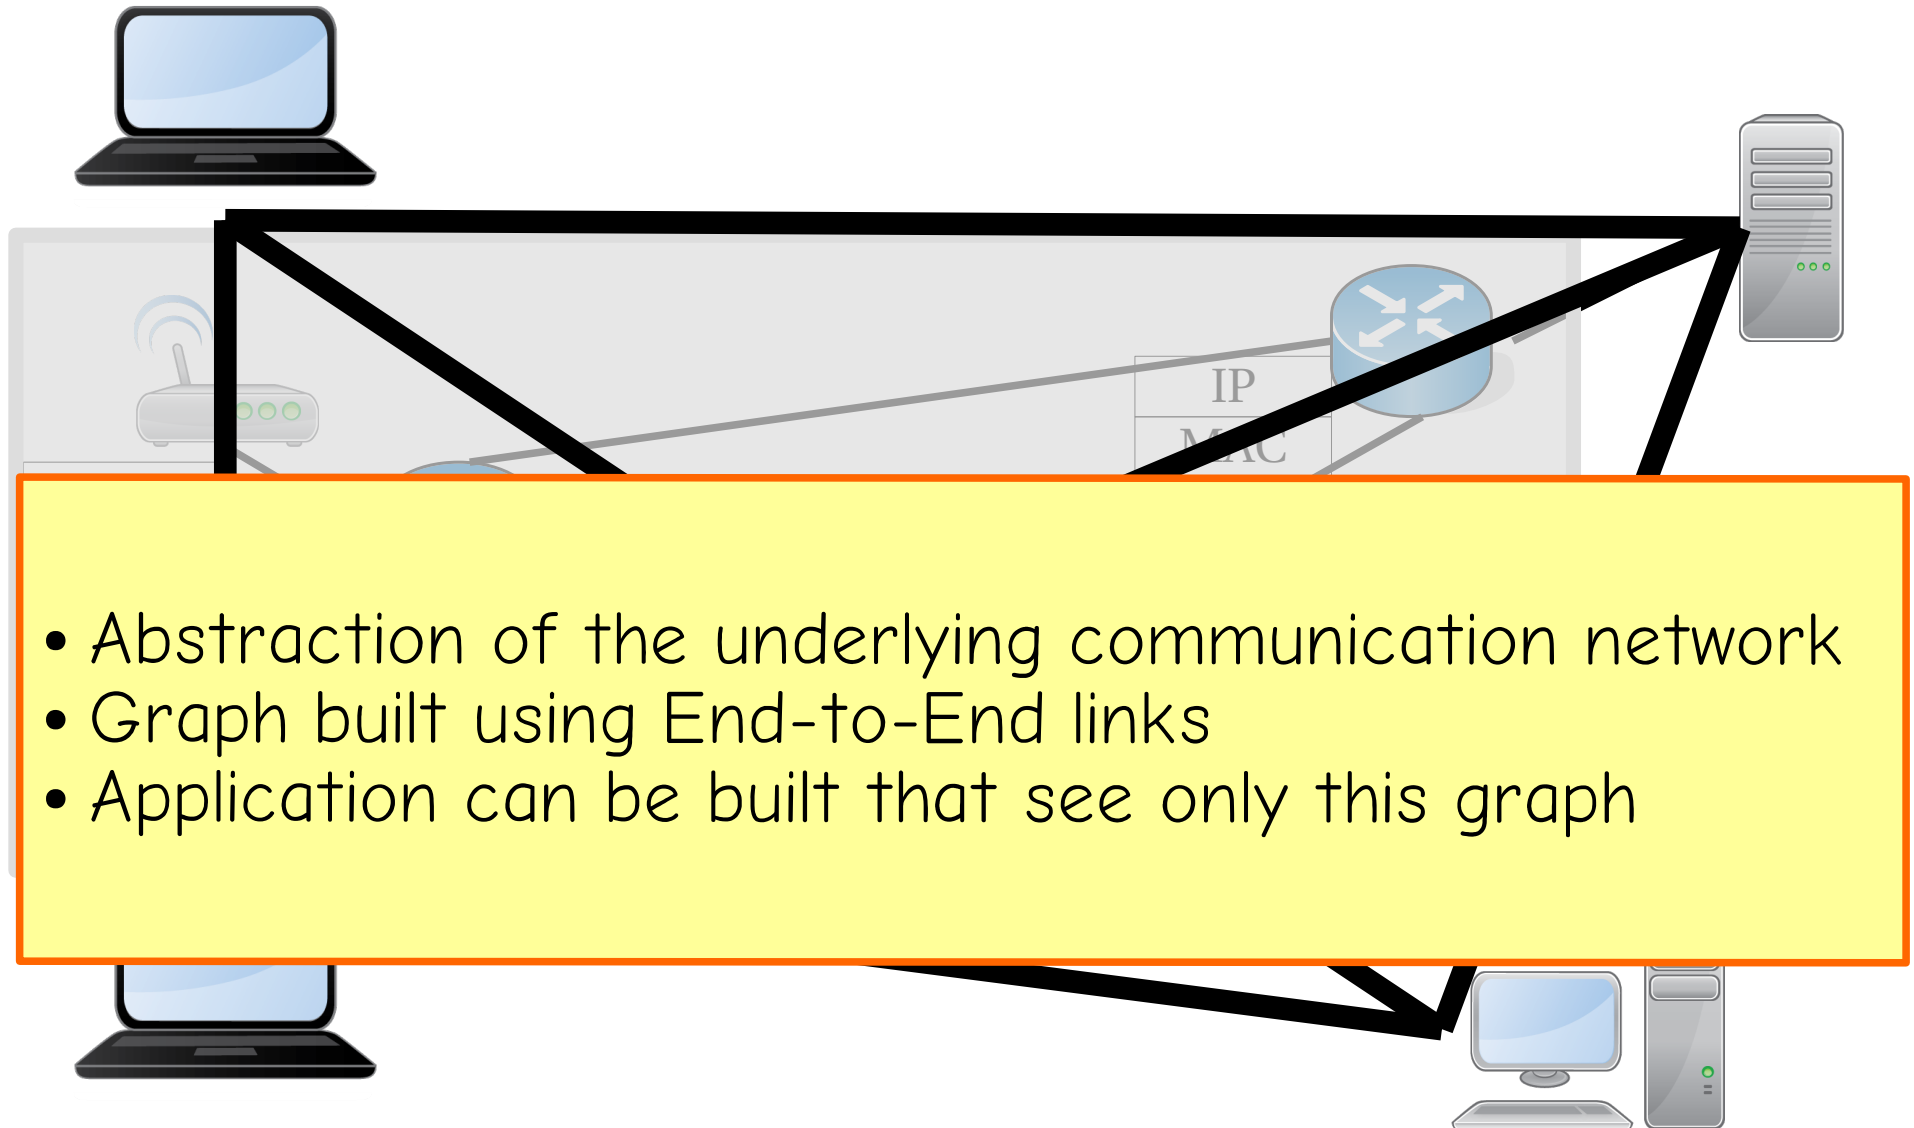 IP
MAC
• Abstraction of the underlying communication network
• Graph built using End-to-End links
• Application can be built that see only this graph